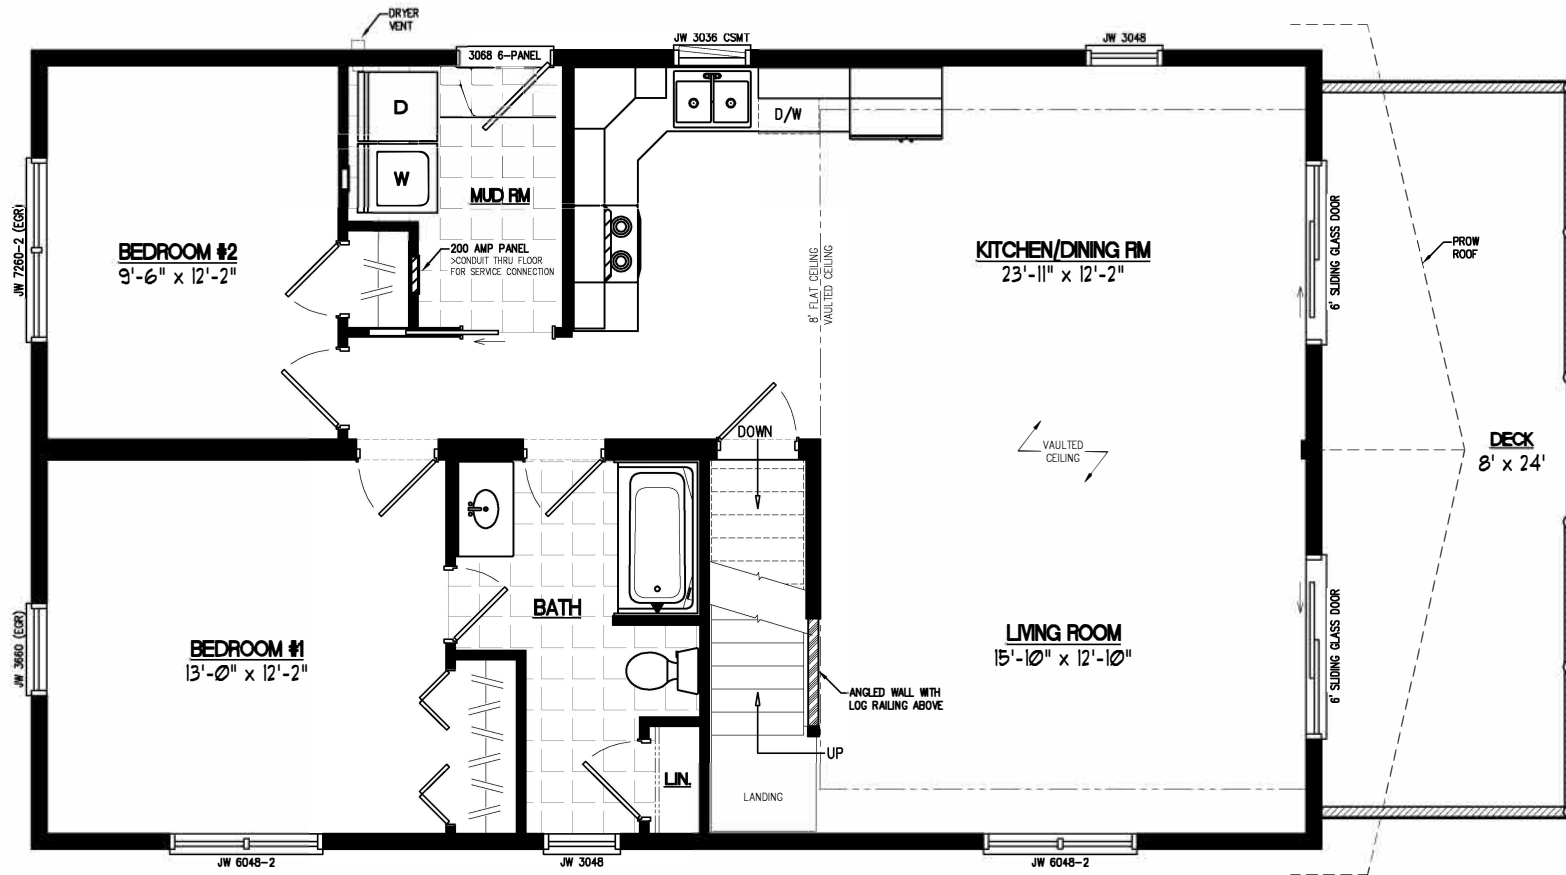 DRYER
VENT
3068 6-PANEL
JW 3036 CSMT
JW 3048
D
D/W
W
MUD RM
JW 7260-2 (EGR)
BEDROOM #2
9'-6" x 12'-2"
200 AMP PANEL
>CONDUIT THRU FLOOR
FOR SERVICE CONNECTION
8' FLAT CEILING
VAULTED CEILING
KITCHEN/DINING RM
23'-11" x 12'-2"
6' SLIDING GLASS DOOR
PROW
ROOF
DOWN
VAULTED
CEILING
DECK
8' x 24'
BATH
JW 3660 (EGR)
BEDROOM #1
13'-0" x 12'-2"
LIVING ROOM
15'-10" x 12'-10"
6' SLIDING GLASS DOOR
ANGLED WALL WITH
LOG RAILING ABOVE
UP
LIN.
LANDING
JW 6048-2
JW 3048
JW 6048-2